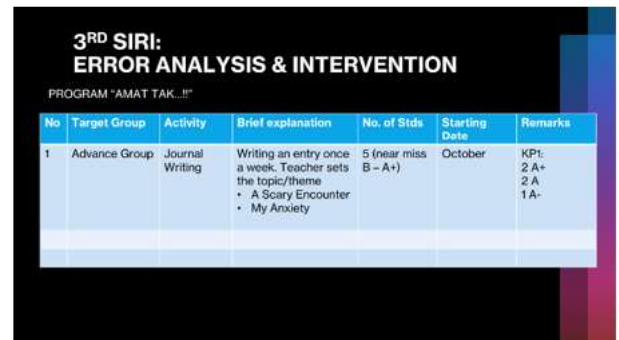 3RD SIRI:
ERROR ANALYSIS & INTERVENTION
PROGRAM "AMAT TAK...!!"
No Target Group Activity Brief explanation No. of Stds Starting Date Remarks
1 Advance Group Journal Writing Writing an entry once a week. Teacher sets the topic/theme 5 (near miss B – A+) October KP1:
• A Scary Encounter 2 A+
• My Anxiety 2 A
1 A-